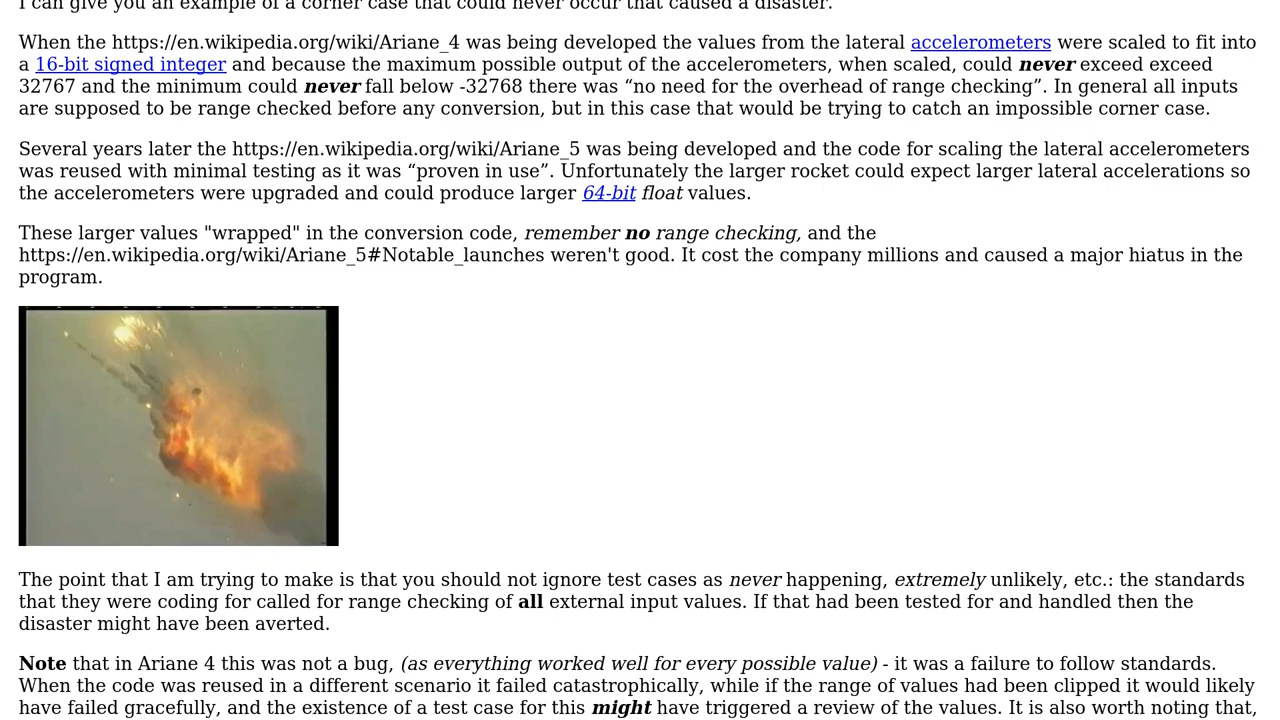 I can give you an example of a corner case that could never occur that caused a disaster.
When the https://en.wikipedia.org/wiki/Ariane_4 was being developed the values from the lateral accelerometers were scaled to fit into
a 16-bit signed integer and because the maximum possible output of the accelerometers, when scaled, could never exceed exceed
32767 and the minimum could never fall below -32768 there was “no need for the overhead of range checking”. In general all inputs
are supposed to be range checked before any conversion, but in this case that would be trying to catch an impossible corner case.
Several years later the https://en.wikipedia.org/wiki/Ariane_5 was being developed and the code for scaling the lateral accelerometers
was reused with minimal testing as it was “proven in use”. Unfortunately the larger rocket could expect larger lateral accelerations so
the accelerometers were upgraded and could produce larger 64-bit float values.
These larger values "wrapped" in the conversion code, remember no range checking, and the
https://en.wikipedia.org/wiki/Ariane_5#Notable_launches weren't good. It cost the company millions and caused a major hiatus in the
program.
The point that I am trying to make is that you should not ignore test cases as never happening, extremely unlikely, etc.: the standards
that they were coding for called for range checking of all external input values. If that had been tested for and handled then the
disaster might have been averted.
Note that in Ariane 4 this was not a bug, (as everything worked well for every possible value) - it was a failure to follow standards.
When the code was reused in a different scenario it failed catastrophically, while if the range of values had been clipped it would likely
have failed gracefully, and the existence of a test case for this might have triggered a review of the values. It is also worth noting that,